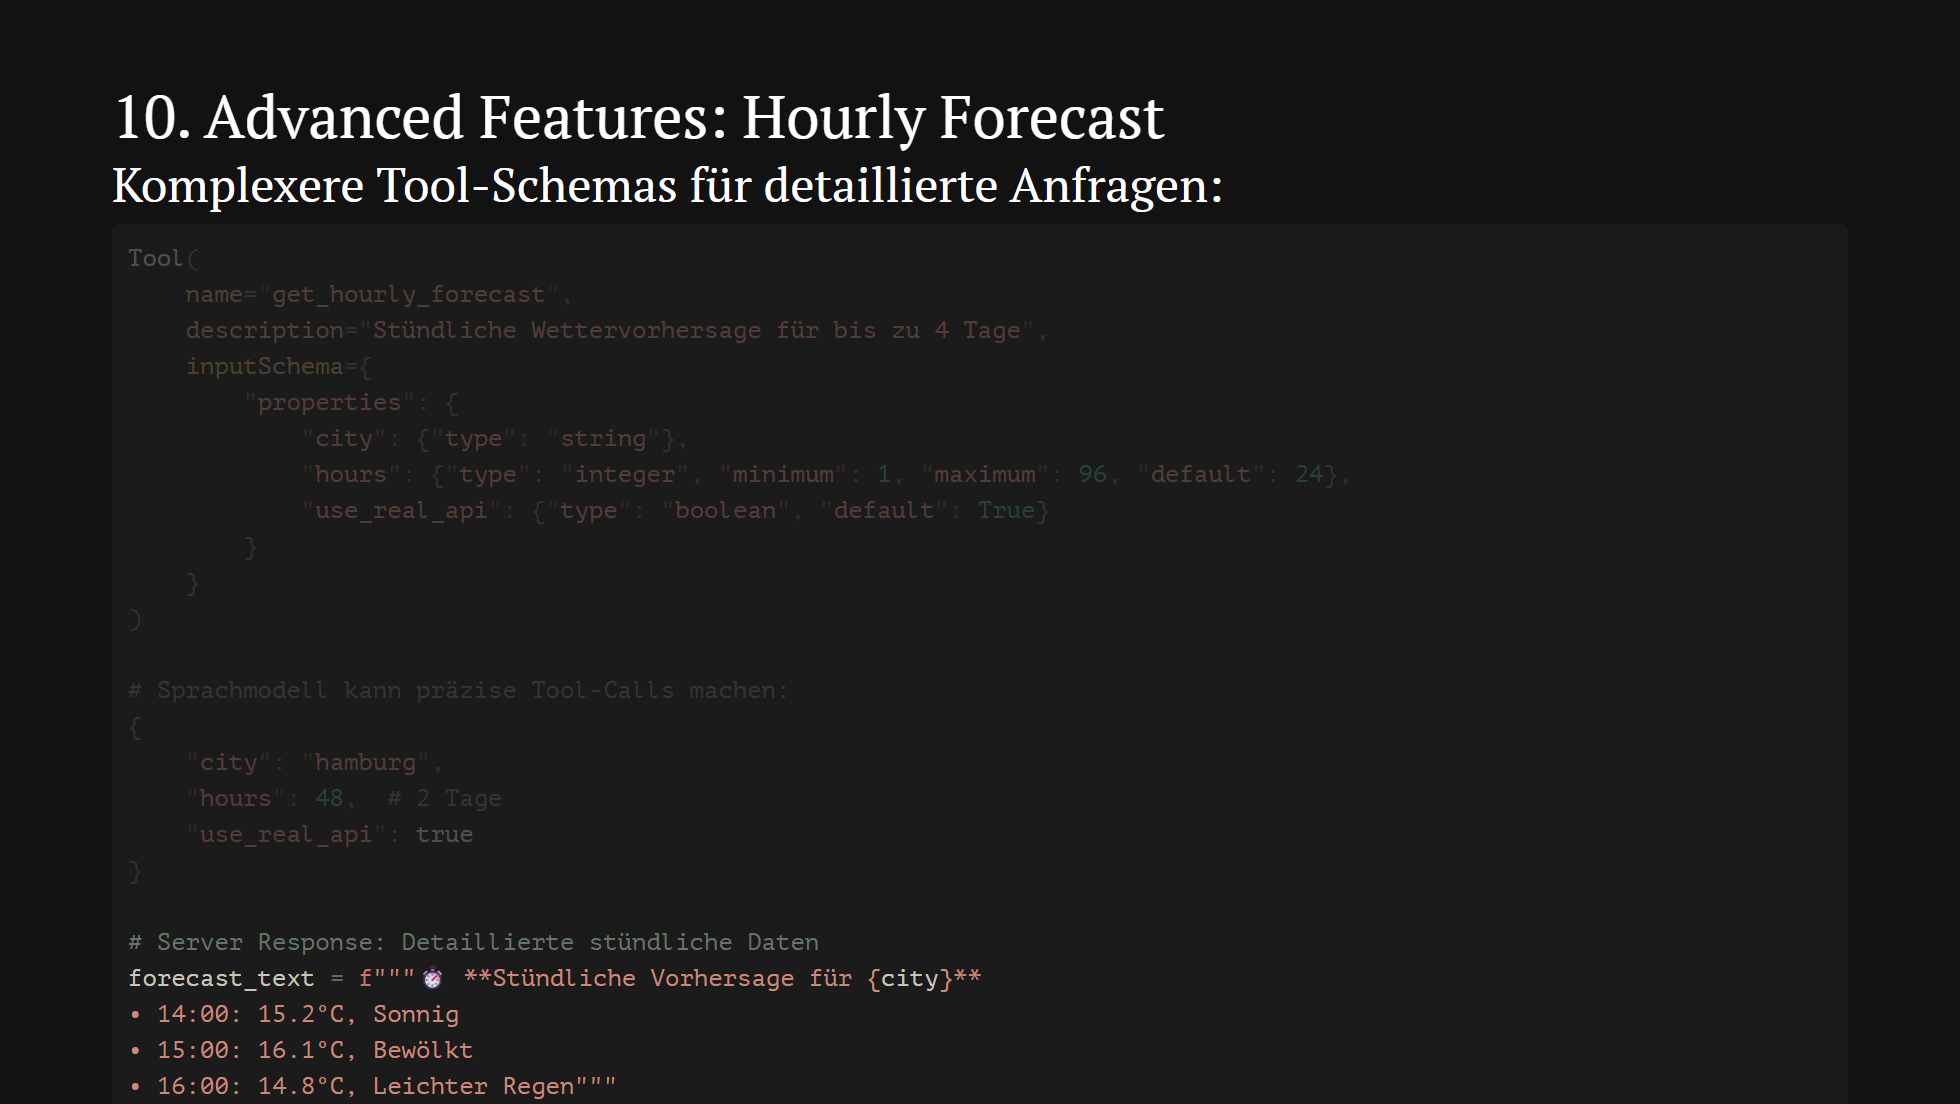 10. Advanced Features: Hourly Forecast
Komplexere Tool-Schemas für detaillierte Anfragen:
Tool(
    name="get_hourly_forecast",
    description="Stündliche Wettervorhersage für bis zu 4 Tage",
    inputSchema={
        "properties": {
            "city": {"type": "string"},
            "hours": {"type": "integer", "minimum": 1, "maximum": 96, "default": 24},
            "use_real_api": {"type": "boolean", "default": True}
        }
    }
)
# Sprachmodell kann präzise Tool-Calls machen:
{
    "city": "hamburg",
    "hours": 48,  # 2 Tage
    "use_real_api": true
}
# Server Response: Detaillierte stündliche Daten
forecast_text = f"""⏱️ **Stündliche Vorhersage für {city}**
• 14:00: 15.2°C, Sonnig
• 15:00: 16.1°C, Bewölkt
• 16:00: 14.8°C, Leichter Regen"""